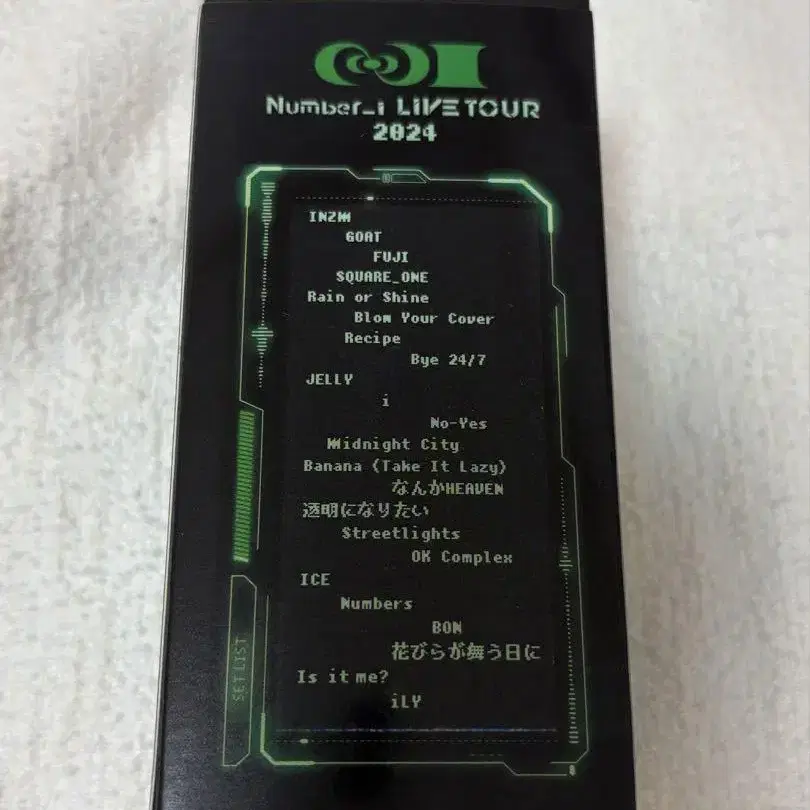 Number_i LIVE TOUR
2024
INZM
GOAT
FUJI
SQUARE_ONE
Rain or Shine
Blow Your Cover
Recipe
Bye 24/7
JELLY
i
No-Yes
Midnight City
Banana (Take It Lazy)
なんかHEAVEN
透明になりたい
Streetlights
OK Complex
ICE
Numbers
BON
花びらが舞う日に
Is it me?
iLY
SET LIST